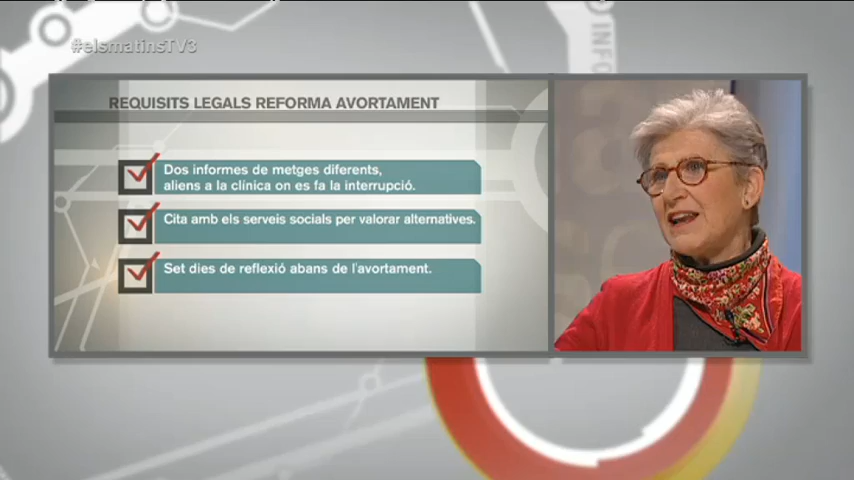 #elsmatinsTV3
INFO
REQUISITS LEGALS REFORMA AVORTAMENT
Dos informes de metges diferents,
aliens a la clínica on es fa la interrupció.
Cita amb els serveis socials per valorar alternatives.
Set dies de reflexió abans de l'avortament.